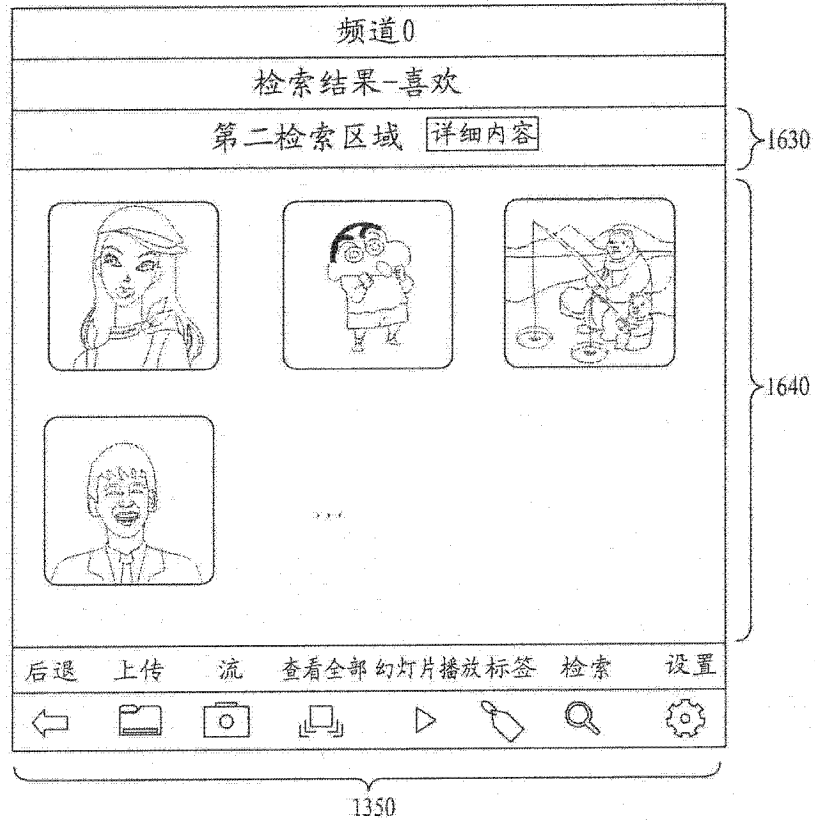 频道0
检索结果-喜欢
第二检索区域 详细内容
1630
1640
...
后退 上传 流 查看全部 幻灯片播放 标签 检索 设置
1350